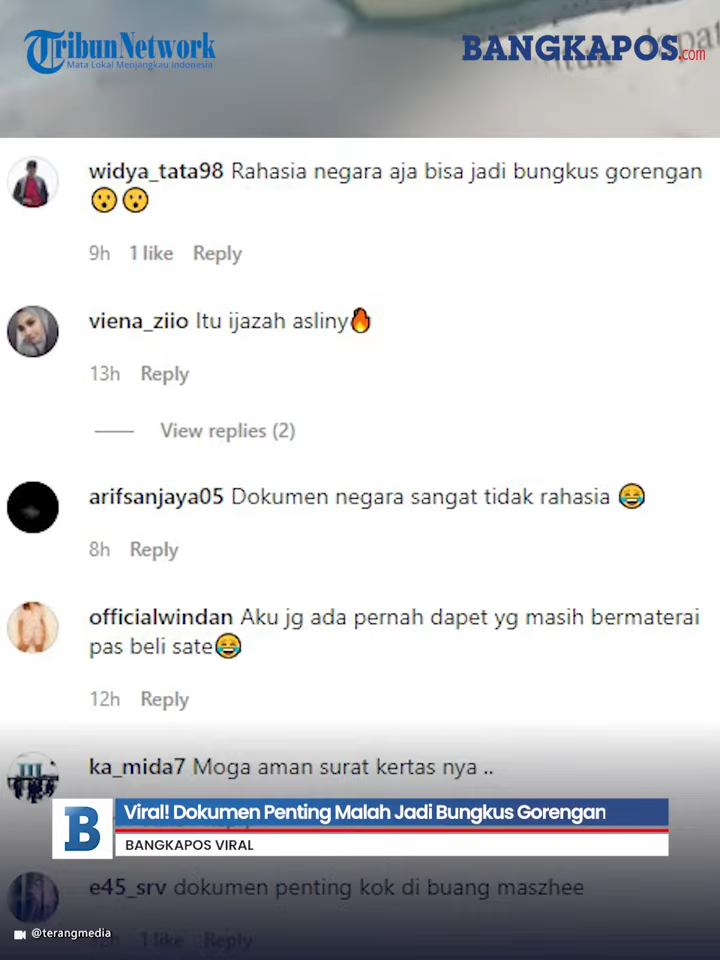 TribunNetwork
Mata Lokal Menjangkau Indonesia
BANGKAPOS.com
widya_tata98 Rahasia negara aja bisa jadi bungkus gorengan
😮😮
9h 1 like Reply
viena_ziio Itu ijazah asliny🔥
13h Reply
View replies (2)
arifsanjaya05 Dokumen negara sangat tidak rahasia 😂
8h Reply
officialwindan Aku jg ada pernah dapet yg masih bermaterai
pas beli sate😂
12h Reply
ka_mida7 Moga aman surat kertas nya ..
B
Viral! Dokumen Penting Malah Jadi Bungkus Gorengan
BANGKAPOS VIRAL
e45_srv dokumen penting kok di buang maszhee
@terangmedia
12h 1 like Reply